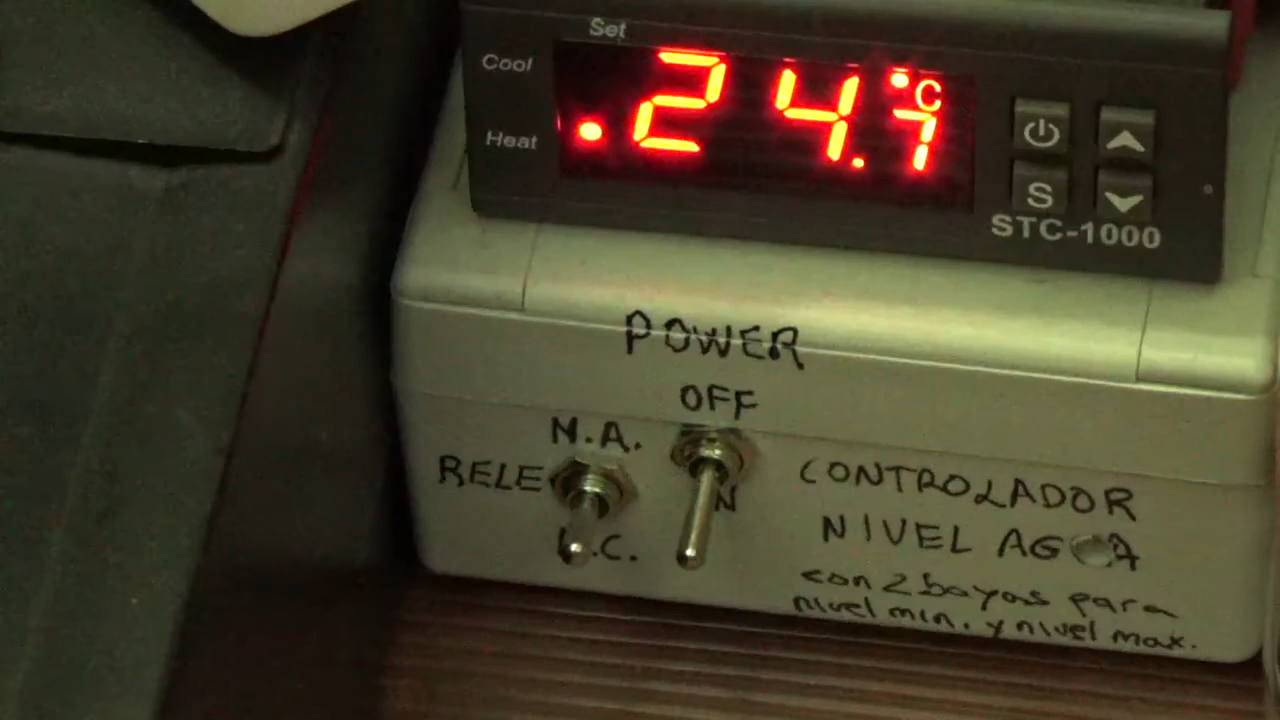 Set
Cool
Heat
.24.7
°C
S
STC-1000
POWER
OFF
N.A.
RELE
N
.C.
CONTROLADOR
NIVEL AG A
con 2 boyas para
nivel min. y nivel max.